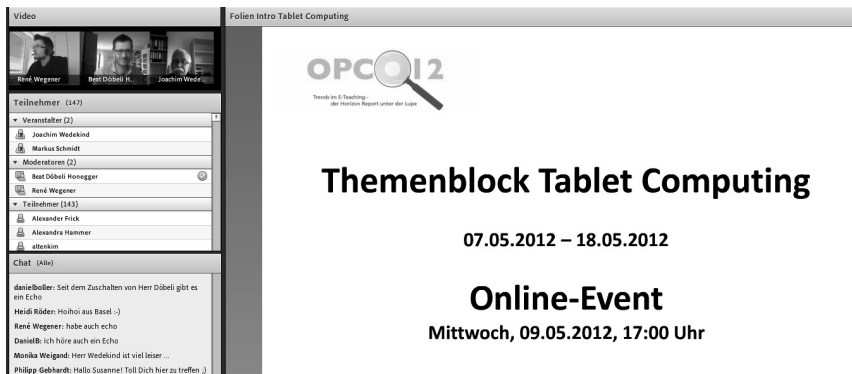 Video
René Wegener
Beat Döbeli H..
Joachim Wede..
Teilnehmer (147)
Veranstalter (2)
Joachim Wedekind
Markus Schmidt
Moderatoren (2)
Beat Döbeli Honegger
René Wegener
Teilnehmer (143)
Alexander Frick
Alexandra Hammer
altenkim
Chat (Alle)
danielboller: Seit dem Zuschalten von Herr Döbeli gibt es
ein Echo
Heidi Röder: Hoihoi aus Basel :-)
René Wegener: habe auch echo
DanielB: Ich höre auch ein Echo
Monika Weigand: Herr Wedekind ist viel leiser ...
Philipp Gebhardt: Hallo Susanne! Toll Dich hier zu treffen ;)
Folien Intro Tablet Computing
OPCO12
Trends im E-Teaching -
der Horizon Report unter der Lupe
Themenblock Tablet Computing
07.05.2012 – 18.05.2012
Online-Event
Mittwoch, 09.05.2012, 17:00 Uhr